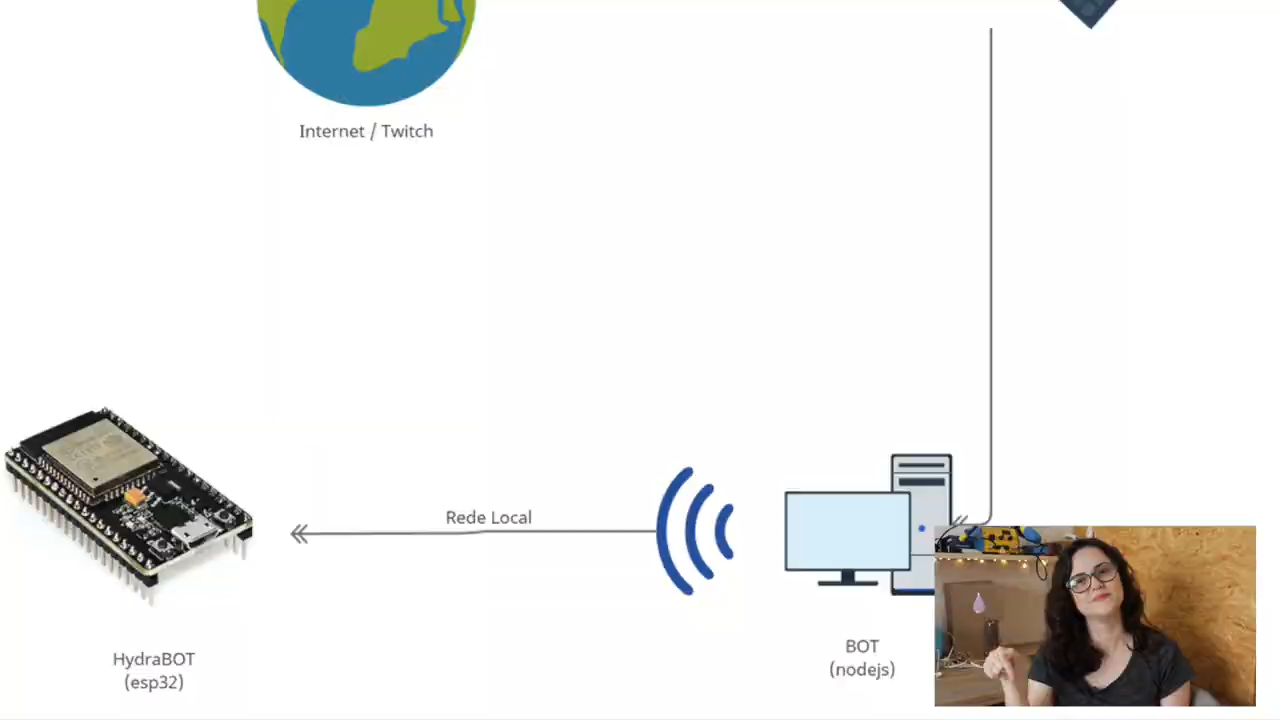 Internet / Twitch
Rede Local
HydraBOT
(esp32)
BOT
(nodejs)